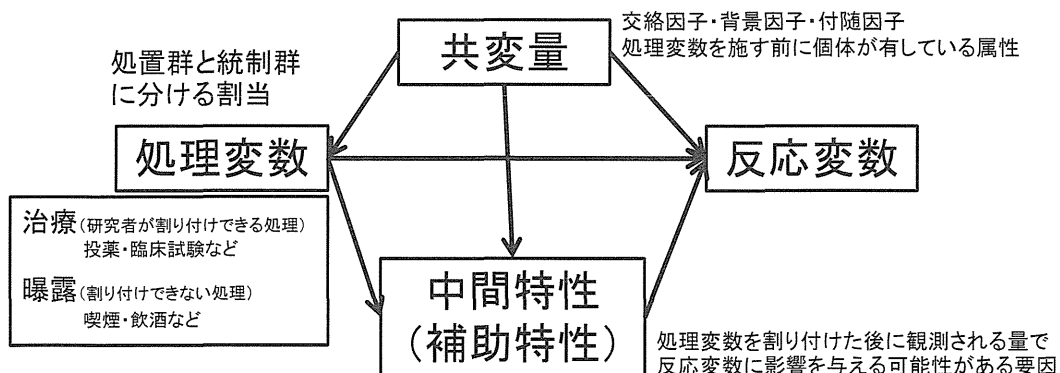 交絡因子・背景因子・付随因子
処理変数を施す前に個体が有している属性
共変量
処置群と統制群
に分ける割当
処理変数
反応変数
治療(研究者が割り付けできる処理)
投薬・臨床試験など
曝露(割り付けできない処理)
喫煙・飲酒など
中間特性
(補助特性)
処理変数を割り付けた後に観測される量で
反応変数に影響を与える可能性がある要因